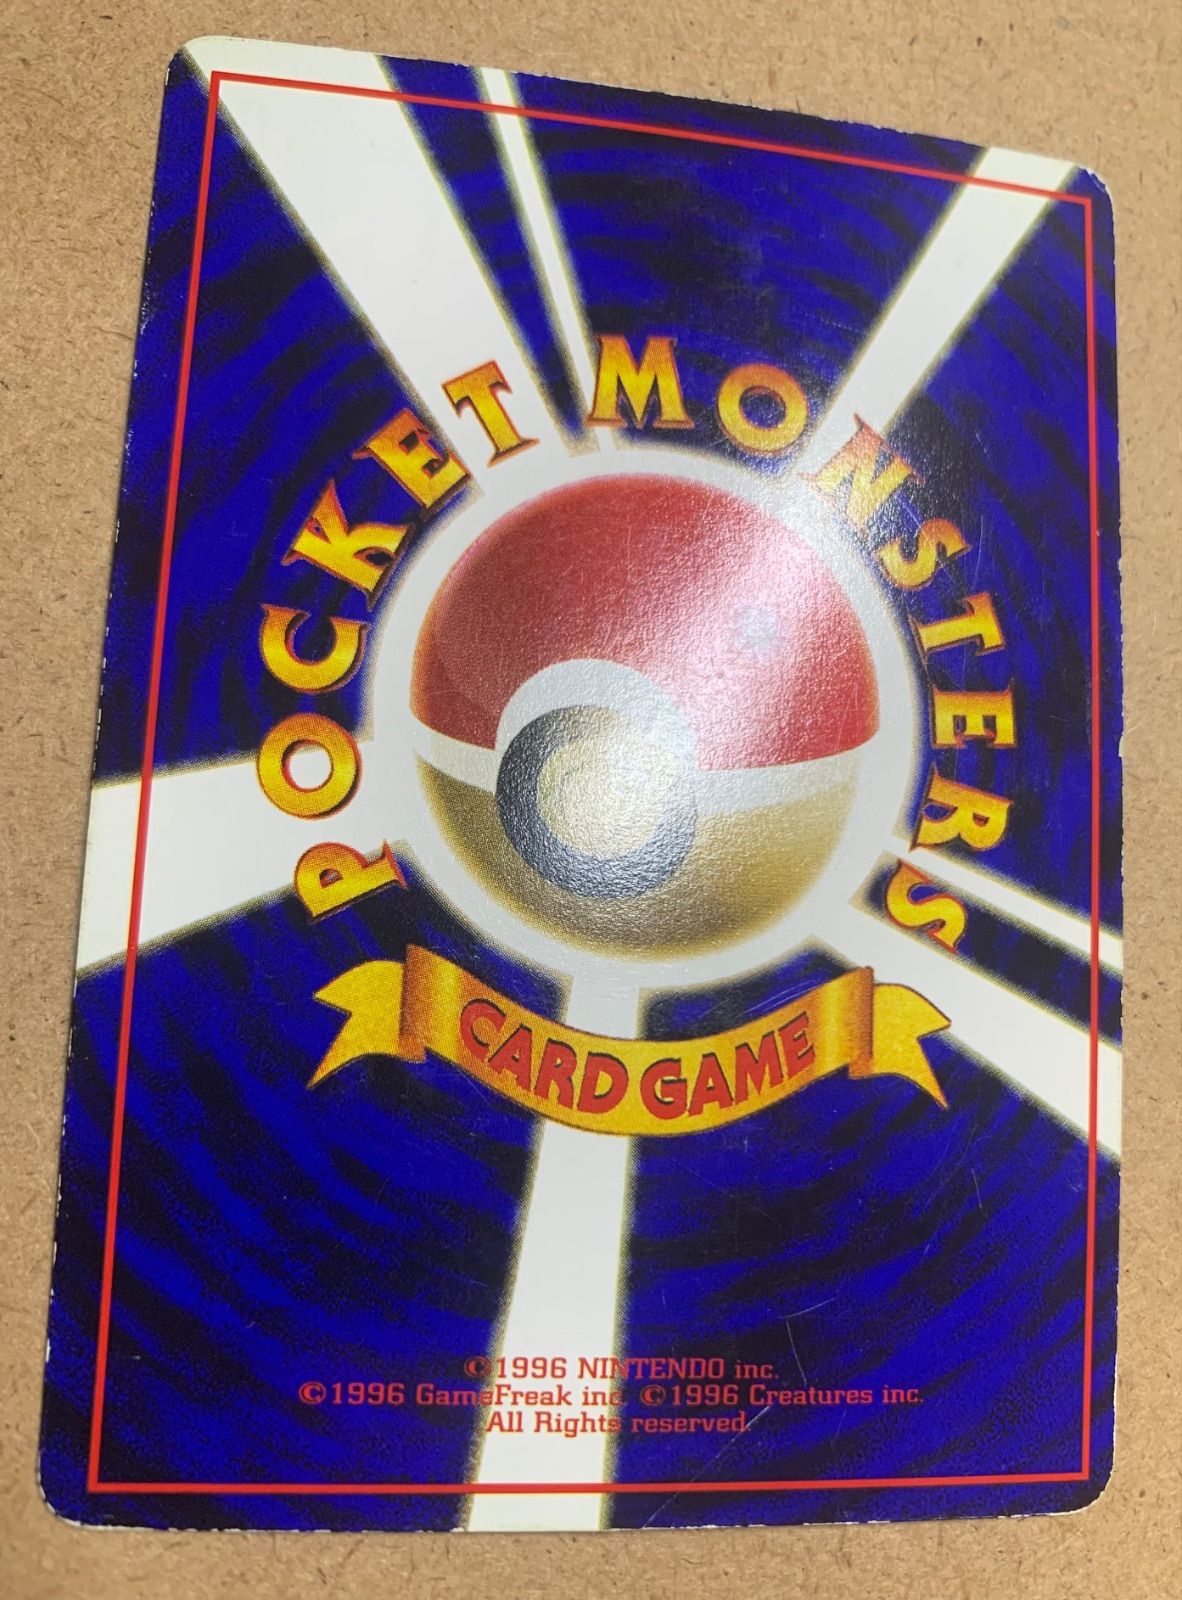 POCKET MONSTERS
CARD GAME
©1996 NINTENDO inc.
©1996 GameFreak inc. ©1996 Creatures inc.
All Rights reserved.